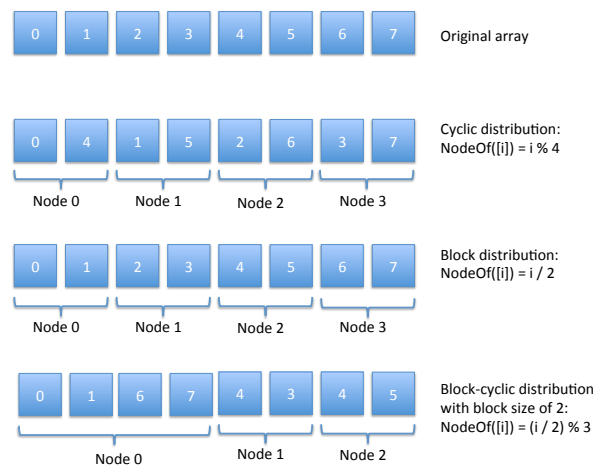 0 1 2 3 4 5 6 7 Original array
0 4 1 5 2 6 3 7 Cyclic distribution:
NodeOf([i]) = i % 4
Node 0 Node 1 Node 2 Node 3
0 1 2 3 4 5 6 7 Block distribution:
NodeOf([i]) = i / 2
Node 0 Node 1 Node 2 Node 3
0 1 6 7 4 3 4 5 Block-cyclic distribution
with block size of 2:
NodeOf([i]) = (i / 2) % 3
Node 0 Node 1 Node 2